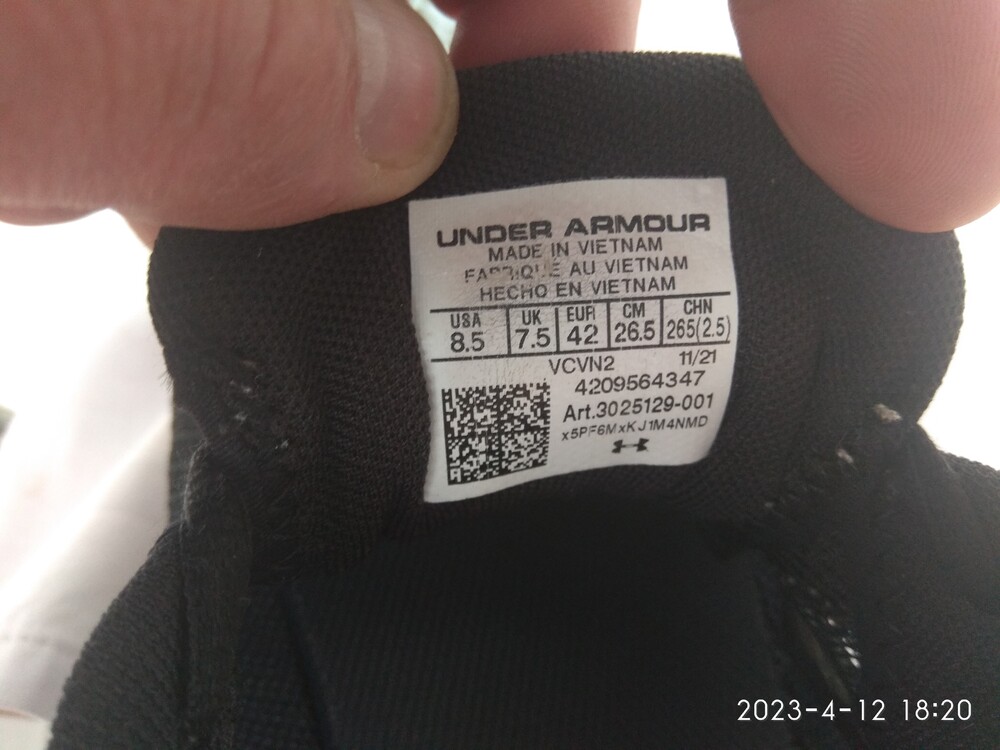 UNDER ARMOUR
MADE IN VIETNAM
FABRIQUÉ AU VIETNAM
HECHO EN VIETNAM
USA UK EUR CM CHN
8.5 7.5 42 26.5 265(2.5)
VCVN2 11/21
4209564347
Art.3025129-001
x5PF6MxKJ1M4NMD
2023-4-12 18:20